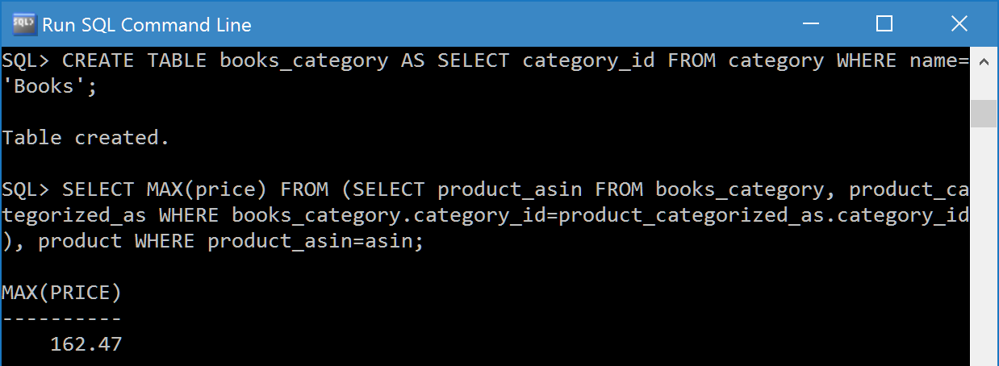 SQL> Run SQL Command Line
SQL> CREATE TABLE books_category AS SELECT category_id FROM category WHERE name=
'Books';
Table created.
SQL> SELECT MAX(price) FROM (SELECT product_asin FROM books_category, product_ca
tegorized_as WHERE books_category.category_id=product_categorized_as.category_id
), product WHERE product_asin=asin;
MAX(PRICE)
----------
162.47